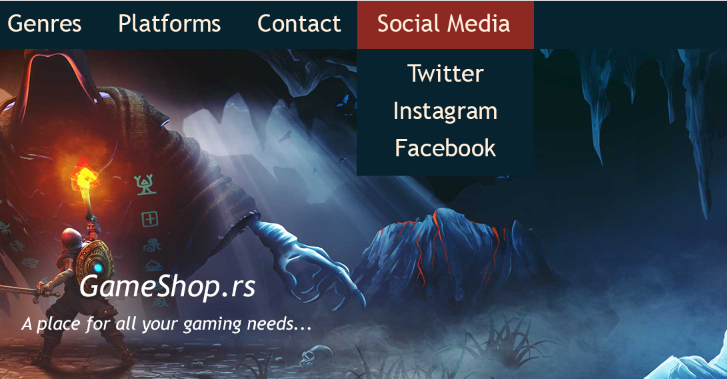 Genres Platforms Contact Social Media
Twitter
Instagram
Facebook
GameShop.rs
A place for all your gaming needs...